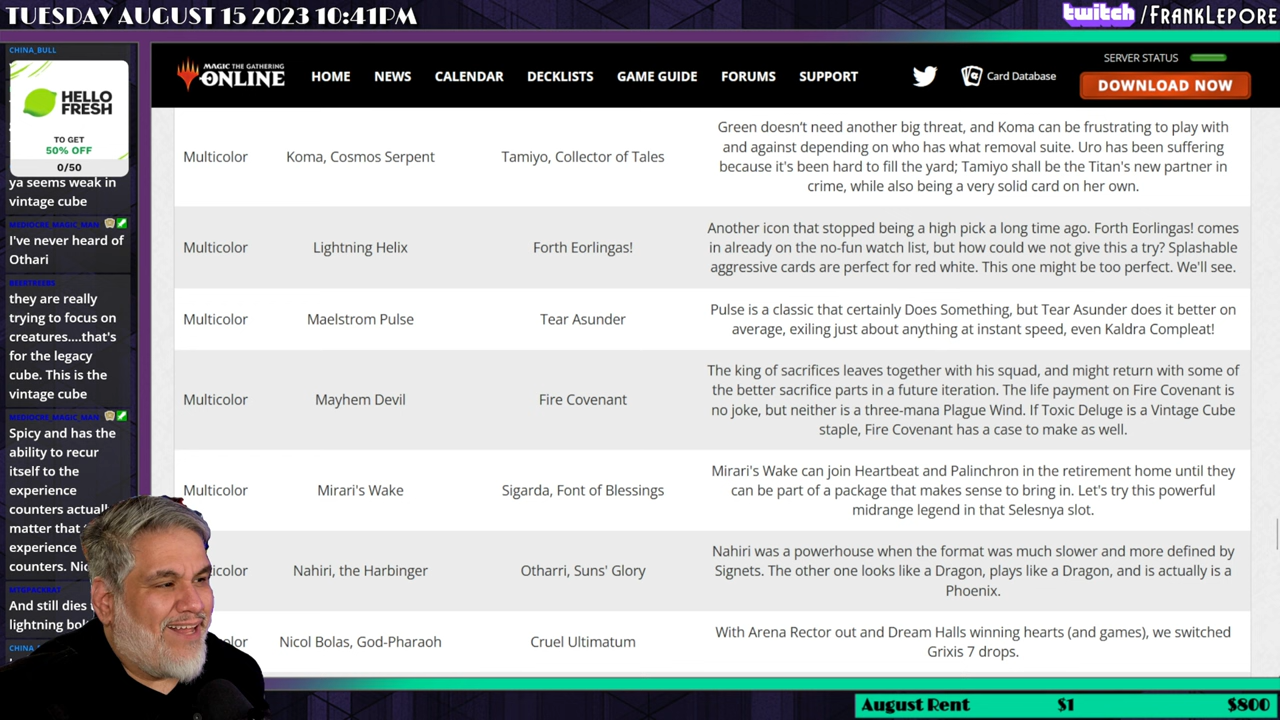 TUESDAY AUGUST 15 2023 10:41PM
twitch /FRANKLEPORE
CHINA_BULL
HELLO
FRESH
TO GET
50% OFF
0/50
ya seems weak in
vintage cube
MEDIOCRE_MAGIC_MAN
I've never heard of
Othari
they are really
trying to focus on
creatures....that's
for the legacy
cube. This is the
vintage cube
MEDIOCRE_MAGIC_MAN
Spicy and has the
ability to recur
itself to the
experience
counters
matter that
experience
counters.
MTGPACKRAT
And still dies
lightning
CHINA
MAGIC THE GATHERING
ONLINE
HOME NEWS CALENDAR DECKLISTS GAME GUIDE FORUMS SUPPORT
Card Database
SERVER STATUS
DOWNLOAD NOW
Multicolor Koma, Cosmos Serpent Tamiyo, Collector of Tales
Green doesn’t need another big threat, and Koma can be frustrating to play with
and against depending on who has what removal suite. Uro has been suffering
because it's been hard to fill the yard; Tamiyo shall be the Titan's new partner in
crime, while also being a very solid card on her own.
Multicolor Lightning Helix Forth Eorlingas!
Another icon that stopped being a high pick a long time ago. Forth Eorlingas! comes
in already on the no-fun watch list, but how could we not give this a try? Splashable
aggressive cards are perfect for red white. This one might be too perfect. We'll see.
Multicolor Maelstrom Pulse Tear Asunder
Pulse is a classic that certainly Does Something, but Tear Asunder does it better on
average, exiling just about anything at instant speed, even Kaldra Compleat!
Multicolor Mayhem Devil Fire Covenant
The king of sacrifices leaves together with his squad, and might return with some of
the better sacrifice parts in a future iteration. The life payment on Fire Covenant is
no joke, but neither is a three-mana Plague Wind. If Toxic Deluge is a Vintage Cube
staple, Fire Covenant has a case to make as well.
Multicolor Mirari's Wake Sigarda, Font of Blessings
Mirari's Wake can join Heartbeat and Palinchron in the retirement home until they
can be part of a package that makes sense to bring in. Let's try this powerful
midrange legend in that Selesnya slot.
Nahiri, the Harbinger Otharri, Suns' Glory
Nahiri was a powerhouse when the format was much slower and more defined by
Signets. The other one looks like a Dragon, plays like a Dragon, and is actually is a
Phoenix.
Nicol Bolas, God-Pharaoh Cruel Ultimatum
With Arena Rector out and Dream Halls winning hearts (and games), we switched
Grixis 7 drops.
August Rent $1 $800